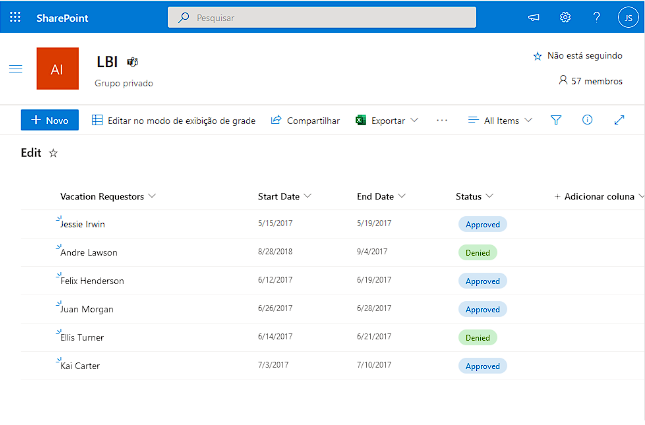 SharePoint Pesquisar ? JS
AI LBI Não está seguindo
Grupo privado 57 membros
+ Novo Editar no modo de exibição de grade Compartilhar Exportar ... All Items
Edit
Vacation Requestors Start Date End Date Status + Adicionar coluna
Jessie Irwin 5/15/2017 5/19/2017 Approved
Andre Lawson 8/28/2018 9/4/2017 Denied
Felix Henderson 6/12/2017 6/19/2017 Approved
Juan Morgan 6/26/2017 6/28/2017 Approved
Ellis Turner 6/14/2017 6/21/2017 Denied
Kai Carter 7/3/2017 7/10/2017 Approved